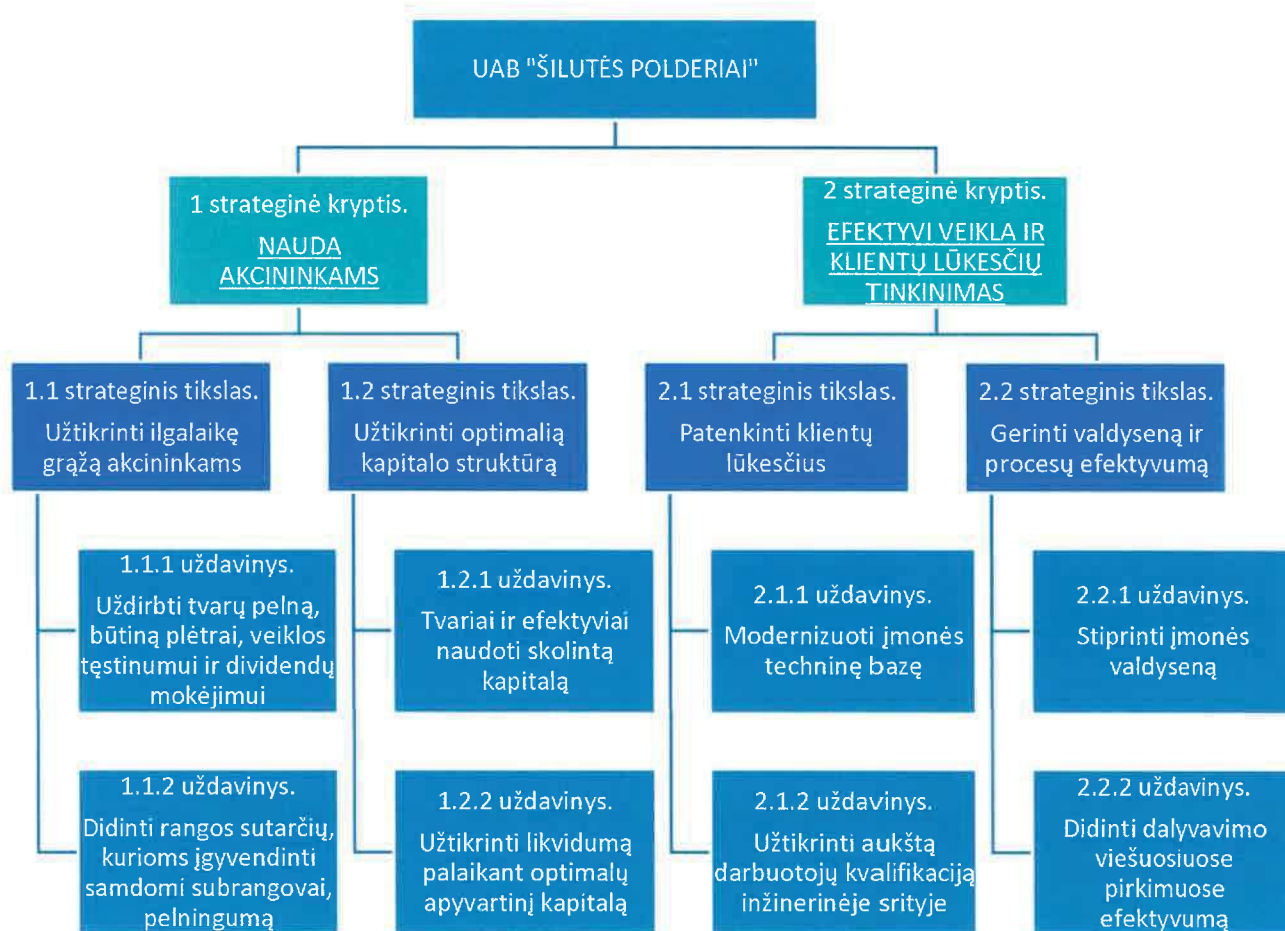 UAB "ŠILUTĖS POLDERIAI"
1 strateginė kryptis.
NAUDA
AKCININKAMS
2 strateginė kryptis.
EFEKTYVI VEIKLA IR
KLIENTŲ LŪKESČIŲ
TINKINIMAS
1.1 strateginis tikslas.
Užtikrinti ilgalaikę
grąžą akcininkams
1.2 strateginis tikslas.
Užtikrinti optimalią
kapitalo struktūrą
2.1 strateginis tikslas.
Patenkinti klientų
lūkesčius
2.2 strateginis tikslas.
Gerinti valdyseną ir
procesų efektyvumą
1.1.1 uždavinys.
Uždirbti tvarų pelną,
būtiną plėtrai, veiklos
tęstinumui ir dividendų
mokėjimui
1.2.1 uždavinys.
Tvariai ir efektyviai
naudoti skolintą
kapitalą
2.1.1 uždavinys.
Modernizuoti įmonės
techninę bazę
2.2.1 uždavinys.
Stiprinti įmonės
valdyseną
1.1.2 uždavinys.
Didinti rangos sutarčių,
kurioms įgyvendinti
samdomi subrangovai,
pelningumą
1.2.2 uždavinys.
Užtikrinti likvidumą
palaikant optimalų
apyvartinį kapitalą
2.1.2 uždavinys.
Užtikrinti aukštą
darbuotojų kvalifikaciją
inžinerinėje srityje
2.2.2 uždavinys.
Didinti dalyvavimo
viešuosiuose
pirkimuose
efektyvumą